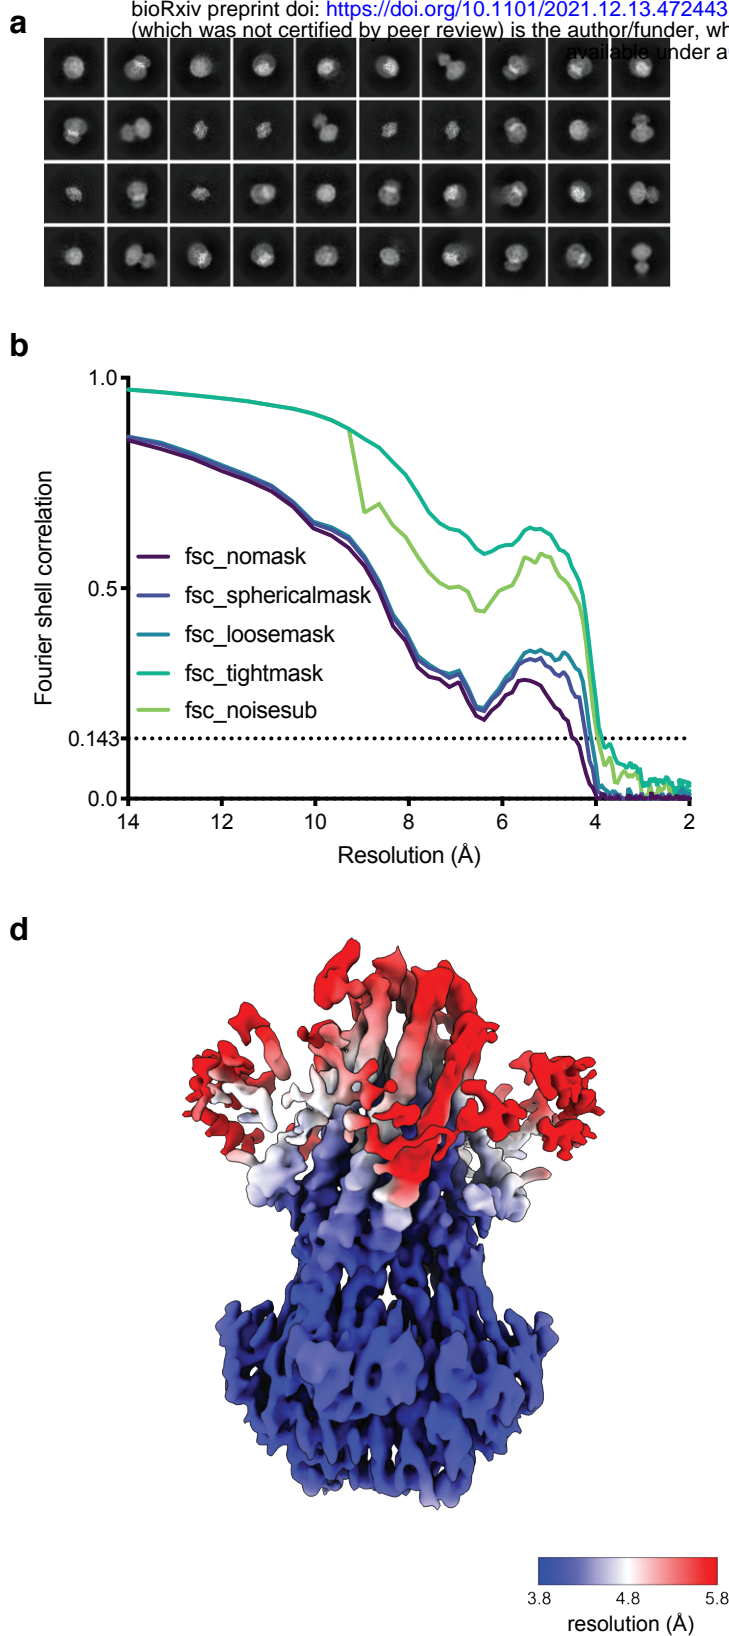 bioRxiv preprint doi: https://doi.org/10.1101/2021.12.13.472443
(which was not certified by peer review) is the author/funder, wh
available under a
a
b
1.0
0.5
0.143
0.0
Fourier shell correlation
fsc_nomask
fsc_sphericalmask
fsc_loosemask
fsc_tightmask
fsc_noisesub
14 12 10 8 6 4 2
Resolution (Å)
d
3.8 4.8 5.8
resolution (Å)